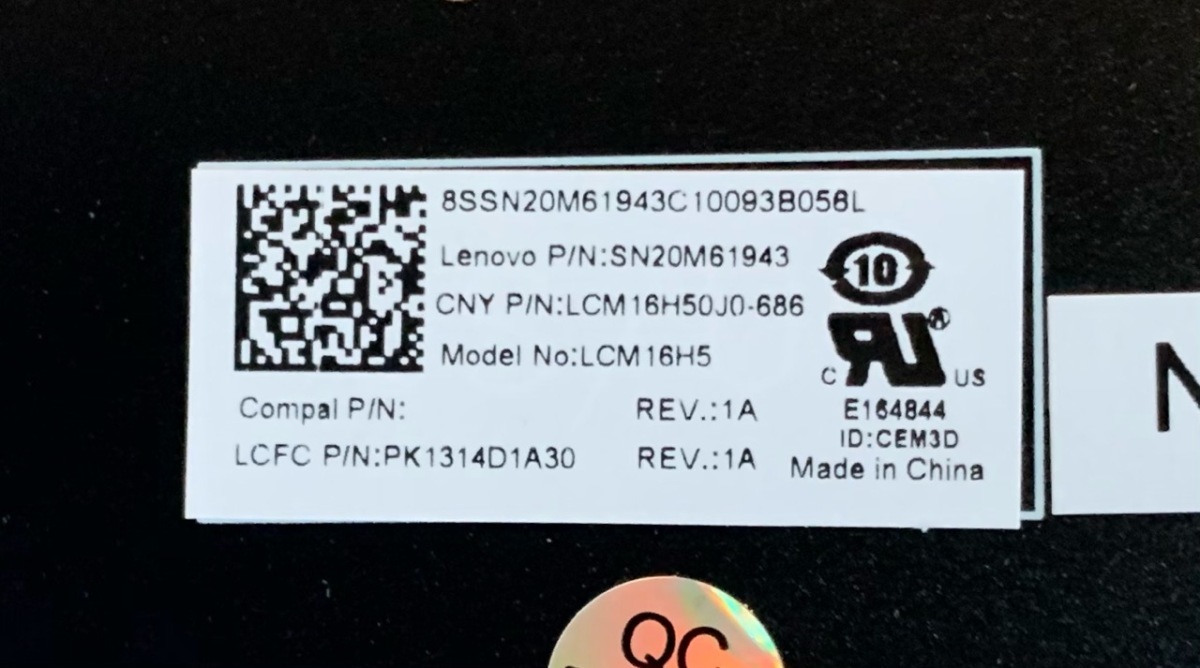 8SSN20M61943C10093B056L
Lenovo P/N:SN20M61943
CNY P/N:LCM16H50J0-686
Model No:LCM16H5
Compal P/N: REV.:1A
LCFC P/N:PK1314D1A30 REV.:1A
10
C US
E164844
ID:CEM3D
Made in China
N
QC